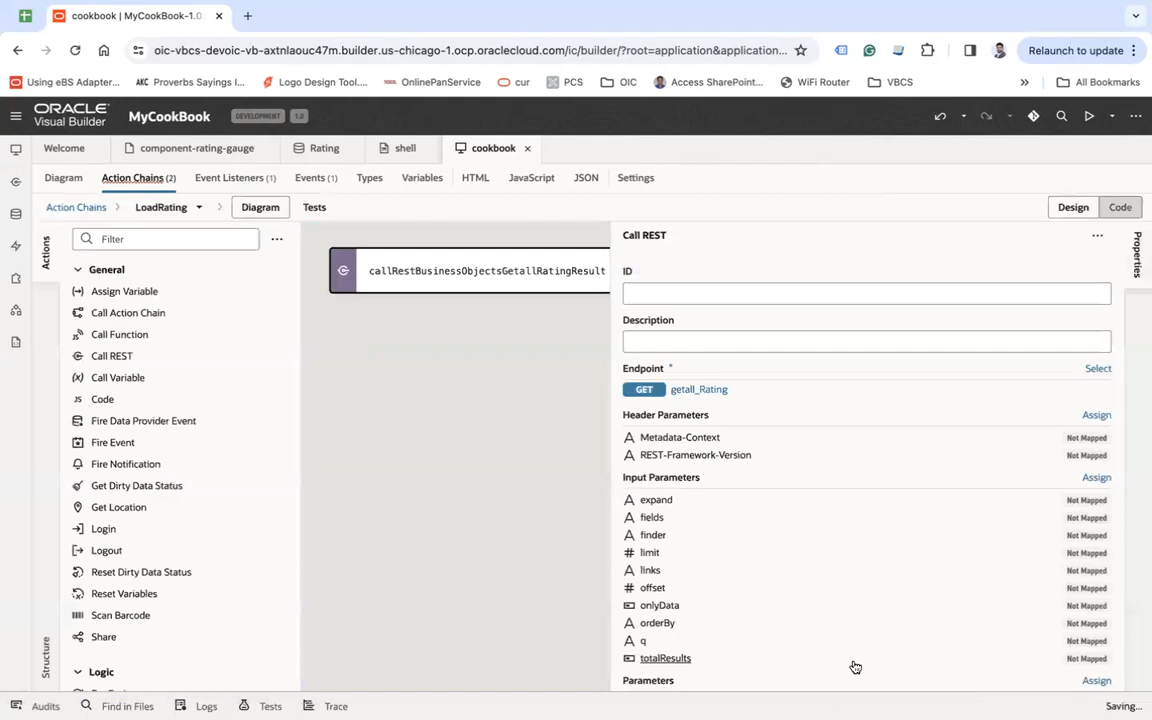 cookbook | MyCookBook-1.0
oic-vbcs-devoic-vb-axtnlaouc47m.builder.us-chicago-1.ocp.oraclecloud.com/ic/builder/?root=application&application...
Relaunch to update
Using eBS Adapter...
AKC Proverbs Sayings I...
Logo Design Tool....
OnlinePanService
cur
PCS
OIC
Access SharePoint...
WiFi Router
VBCS
All Bookmarks
ORACLE
Visual Builder
MyCookBook
DEVELOPMENT
1.0
Welcome
component-rating-gauge
Rating
shell
cookbook
Diagram
Action Chains (2)
Event Listeners (1)
Events (1)
Types
Variables
HTML
JavaScript
JSON
Settings
Action Chains
LoadRating
Diagram
Tests
Design
Code
Actions
Filter
General
Assign Variable
Call Action Chain
Call Function
Call REST
Call Variable
JS Code
Fire Data Provider Event
Fire Event
Fire Notification
Get Dirty Data Status
Get Location
Login
Logout
Reset Dirty Data Status
Reset Variables
Scan Barcode
Share
Logic
Structure
callRestBusinessObjectsGetallRatingResult
Call REST
Properties
ID
Description
Endpoint *
Select
GET getall_Rating
Header Parameters
Assign
Metadata-Context Not Mapped
REST-Framework-Version Not Mapped
Input Parameters
Assign
expand Not Mapped
fields Not Mapped
finder Not Mapped
limit Not Mapped
links Not Mapped
offset Not Mapped
onlyData Not Mapped
orderBy Not Mapped
q Not Mapped
totalResults Not Mapped
Parameters
Assign
Audits
Find in Files
Logs
Tests
Trace
Saving...